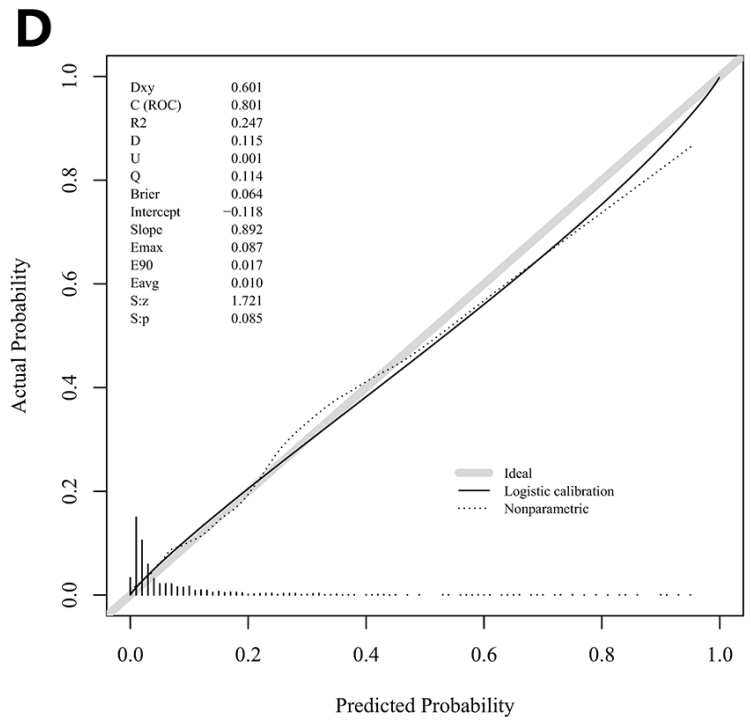 D
Dxy 0.601
C (ROC) 0.801
R2 0.247
D 0.115
U 0.001
Q 0.114
Brier 0.064
Intercept −0.118
Slope 0.892
Emax 0.087
E90 0.017
Eavg 0.010
S:z 1.721
S:p 0.085
Actual Probability
1.0
0.8
0.6
0.4
0.2
0.0
Ideal
Logistic calibration
Nonparametric
0.0 0.2 0.4 0.6 0.8 1.0
Predicted Probability